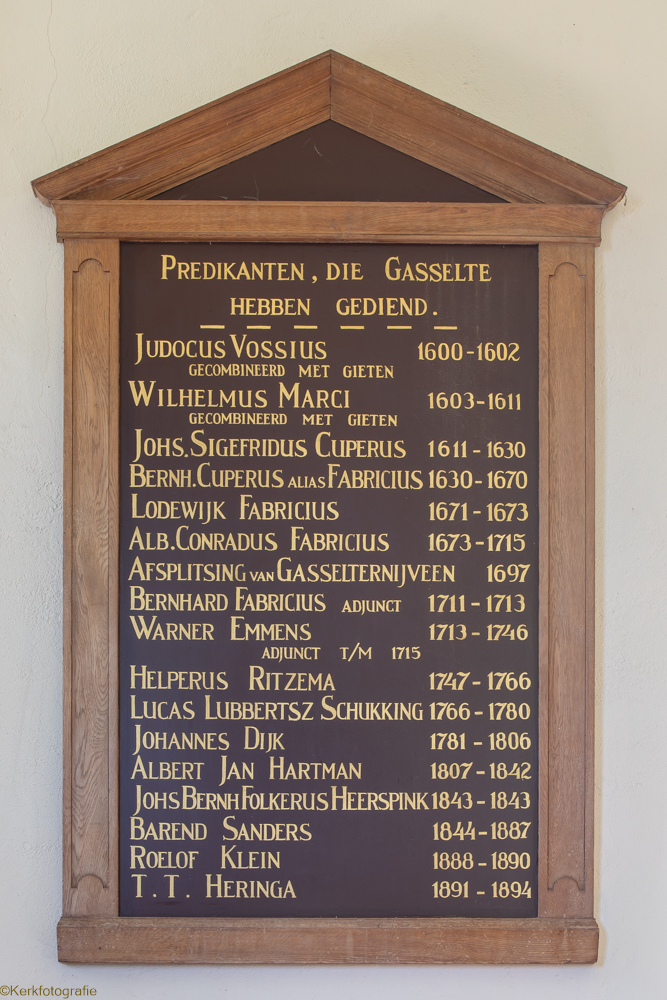 PREDIKANTEN, DIE GASSELTE
HEBBEN GEDIEND.
JUDOCUS VOSSIUS 1600-1602
GECOMBINEERD MET GIETEN
WILHELMUS MARCI 1603-1611
GECOMBINEERD MET GIETEN
JOHS. SIGEFRIDUS CUPERUS 1611-1630
BERNH. CUPERUS ALIAS FABRICIUS 1630-1670
LODEWIJK FABRICIUS 1671-1673
ALB. CONRADUS FABRICIUS 1673-1715
AFSPLITSING VAN GASSELTERNIJVEEN 1697
BERNHARD FABRICIUS ADJUNCT 1711-1713
WARNER EMMENS 1713-1746
ADJUNCT T/M 1715
HELPERUS RITZEMA 1747-1766
LUCAS LUBBERTSZ SCHUKKING 1766-1780
JOHANNES DIJK 1781-1806
ALBERT JAN HARTMAN 1807-1842
JOHS BERNH FOLKERUS HEERSPINK 1843-1843
BAREND SANDERS 1844-1887
ROELOF KLEIN 1888-1890
T.T. HERINGA 1891-1894
©Kerkfotografie